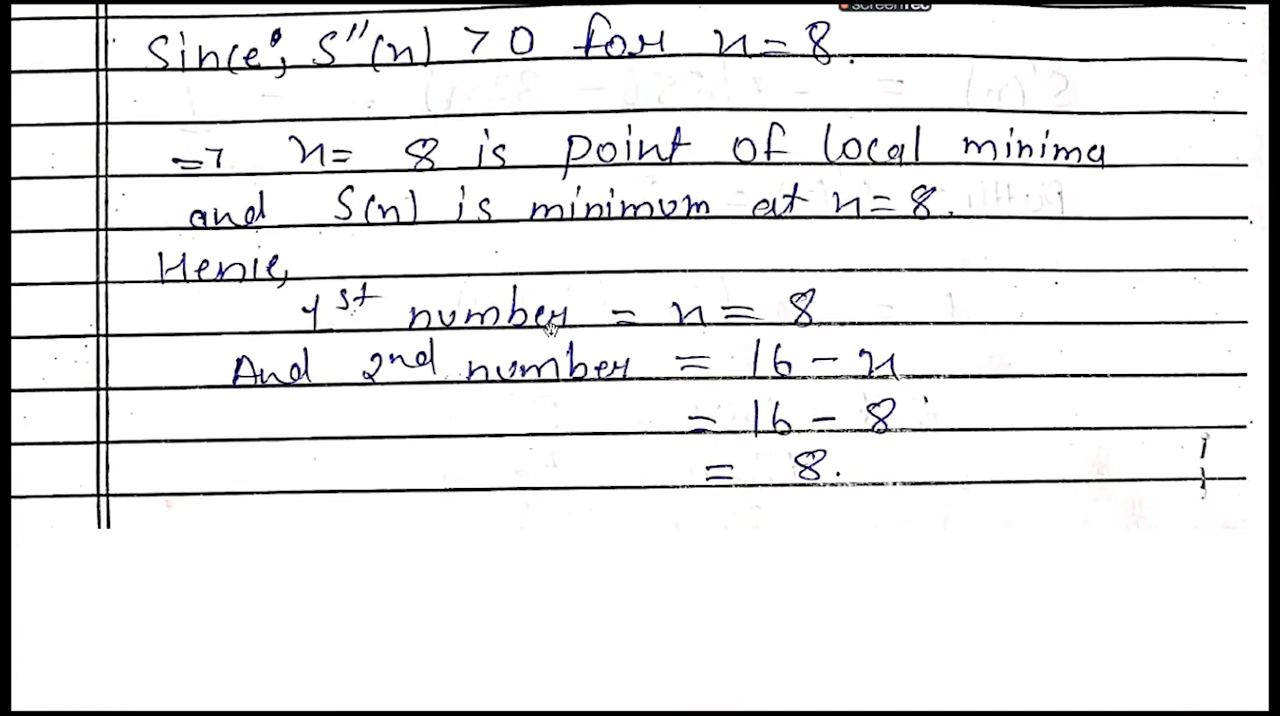 Since; S''(x) > 0 for x = 8.
=> x = 8 is point of local minima
and S(x) is minimum at x = 8.
Hence,
1st number = x = 8
And 2nd number = 16 - x
= 16 - 8
= 8.